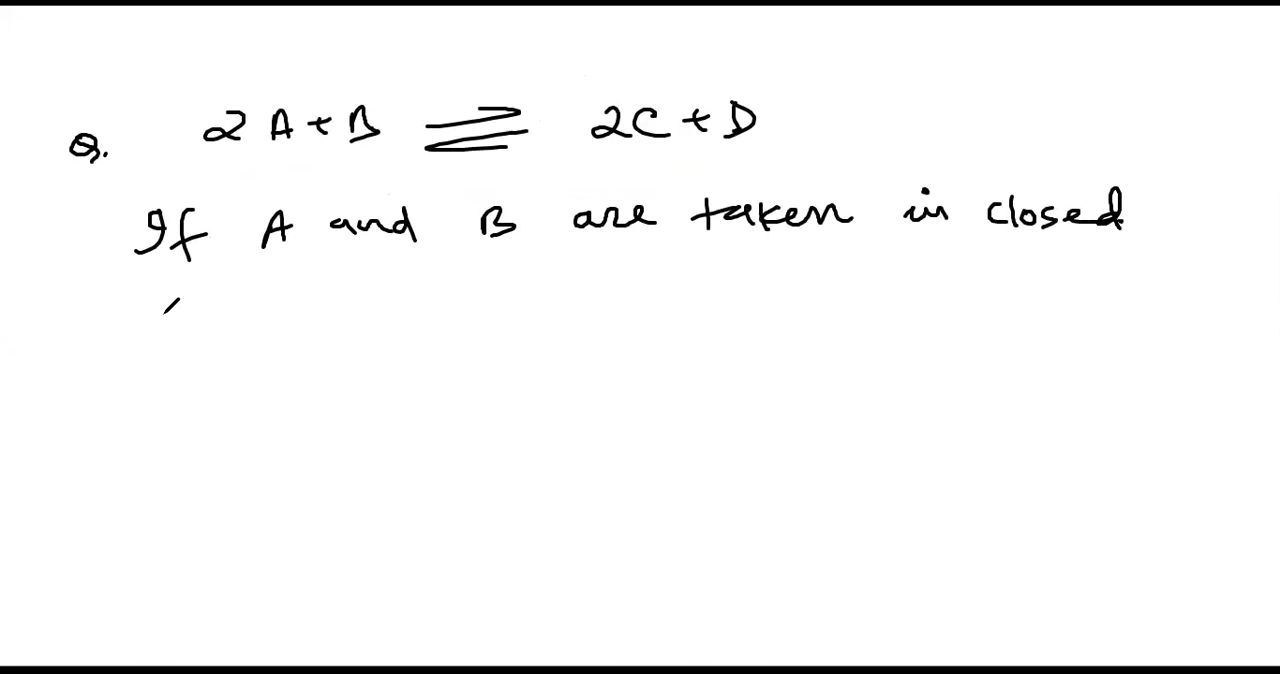 Q. 2A + B ⇌ 2C + D
If A and B are taken in closed